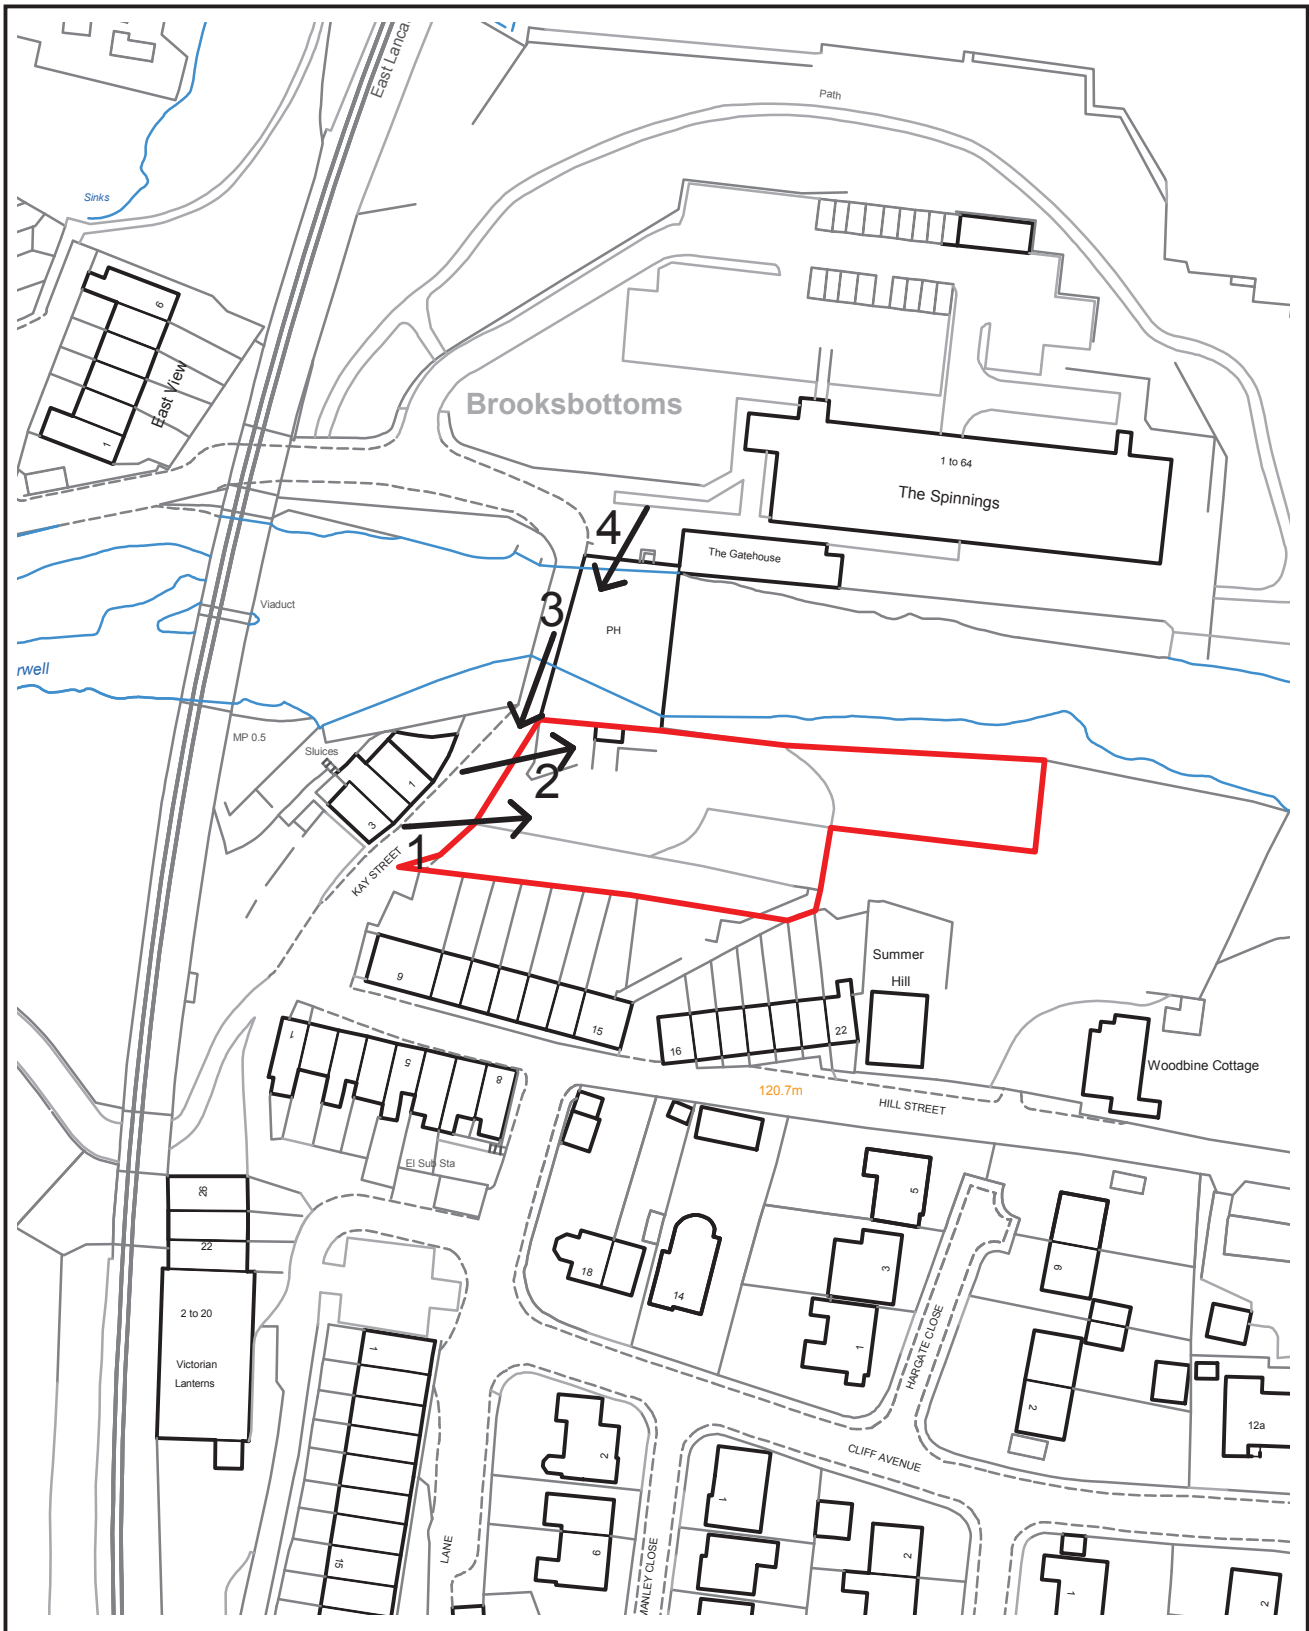 East Lanca
Path
Sinks
6
East View
1
Brooksbottoms
1 to 64
The Spinnings
4
The Gatehouse
3
Viaduct
PH
rwell
MP 0.5
Sluices
1
2
3
1
KAY STREET
9
15
16
22
Summer
Hill
Woodbine Cottage
1
5
8
120.7m
HILL STREET
El Sub Sta
26
22
2 to 20
Victorian
Lanterns
18
14
5
3
1
HARGATE CLOSE
6
2
12a
1
15
LANE
2
6
MANLEY CLOSE
CLIFF AVENUE
1
2
1
2